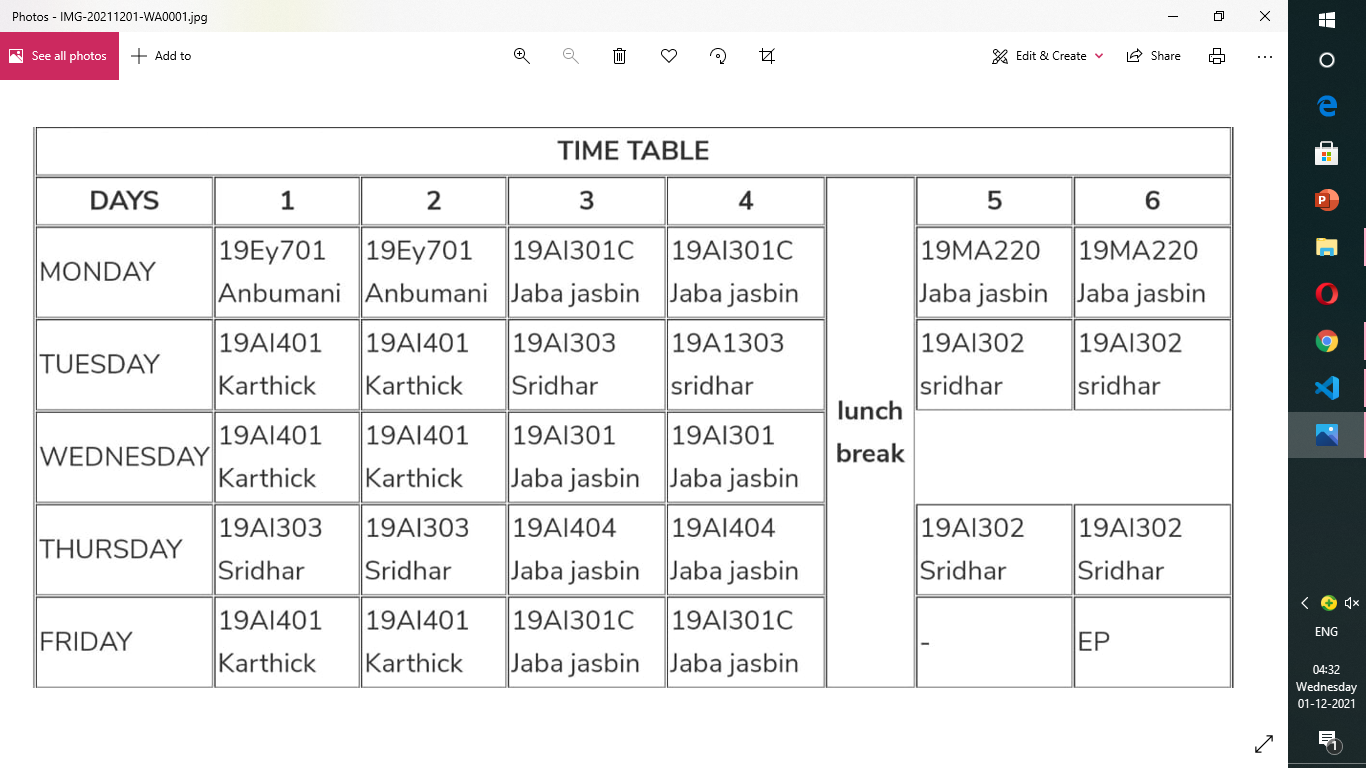 Photos - IMG-20211201-WA0001.jpg
See all photos
Add to
Edit & Create
Share
TIME TABLE
DAYS 1 2 3 4 5 6
MONDAY
19Ey701 19Ey701 19AI301C 19AI301C 19MA220 19MA220
Anbumani Anbumani Jaba jasbin Jaba jasbin Jaba jasbin Jaba jasbin
TUESDAY
19AI401 19AI401 19AI303 19A1303 19AI302 19AI302
Karthick Karthick Sridhar sridhar sridhar sridhar
lunch
break
WEDNESDAY
19AI401 19AI401 19AI301 19AI301
Karthick Karthick Jaba jasbin Jaba jasbin
THURSDAY
19AI303 19AI303 19AI404 19AI404 19AI302 19AI302
Sridhar Sridhar Jaba jasbin Jaba jasbin Sridhar Sridhar
FRIDAY
19AI401 19AI401 19AI301C 19AI301C - EP
Karthick Karthick Jaba jasbin Jaba jasbin
ENG
04:32
Wednesday
01-12-2021
1